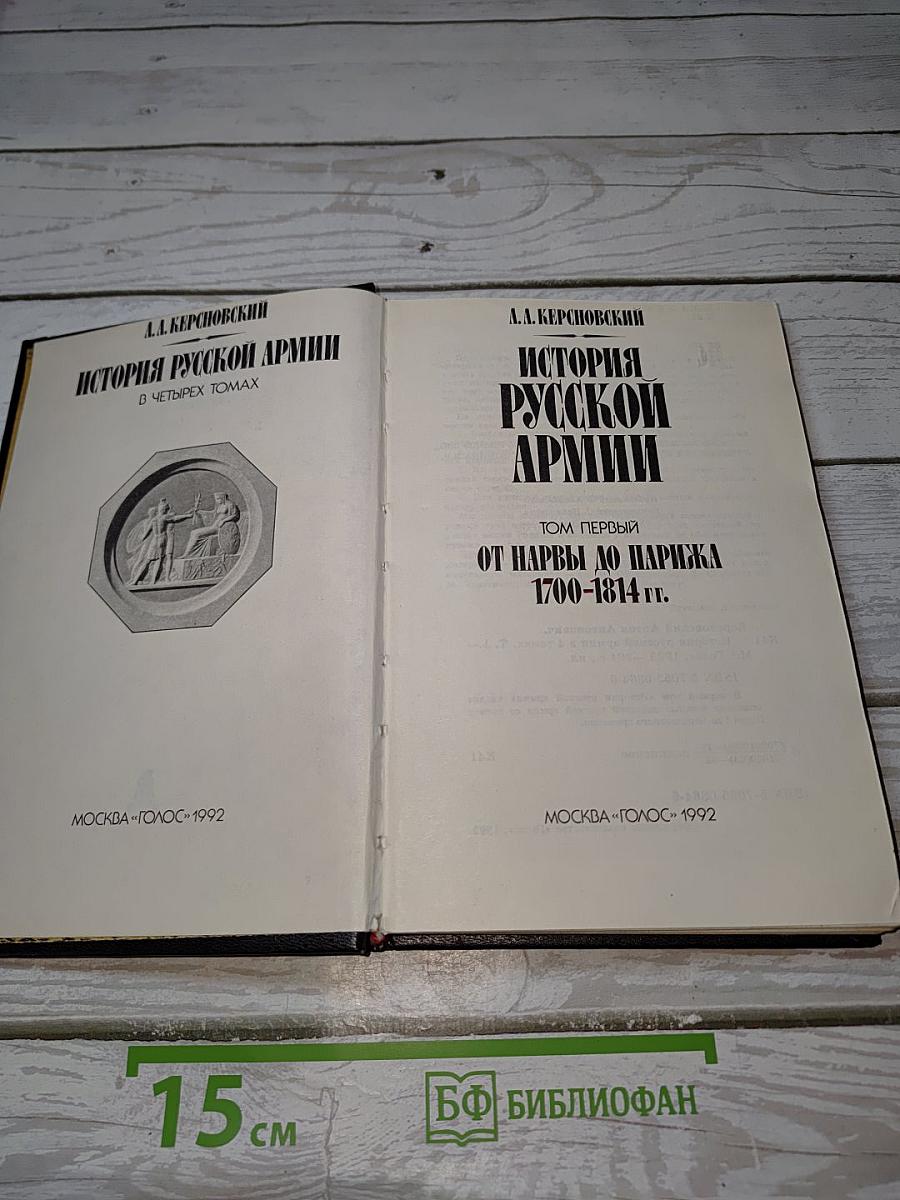 А.А. КЕРСНОВСКИЙ
ИСТОРИЯ РУССКОЙ АРМИИ
В ЧЕТЫРЕХ ТОМАХ
МОСКВА «ГОЛОС» 1992
А.А. КЕРСНОВСКИЙ
ИСТОРИЯ
РУССКОЙ
АРМИИ
ТОМ ПЕРВЫЙ
ОТ НАРВЫ ДО ПАРИЖА
1700-1814 гг.
МОСКВА «ГОЛОС» 1992
15 СМ
БФ БИБЛИОФАН